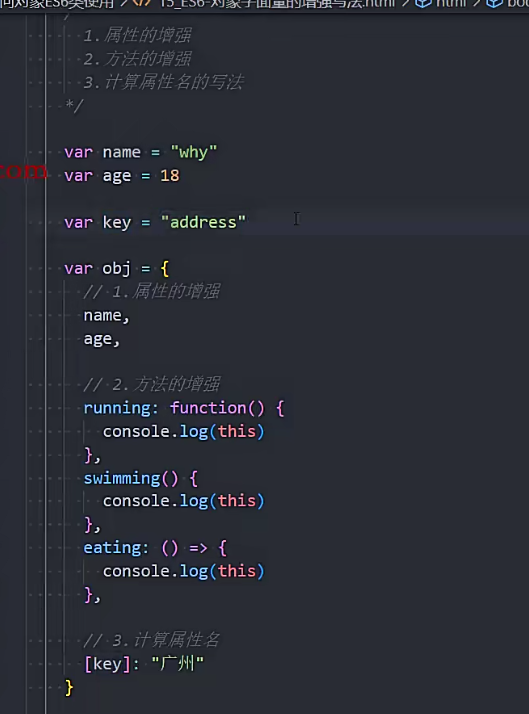 向对象ES6类使用 / <> 15_ES6-对象字面量的增强写法.html > html > bod
1.属性的增强
2.方法的增强
3.计算属性名的写法
*/
var name = "why"
com
var age = 18
var key = "address"
var obj = {
// 1.属性的增强
name,
age,
// 2.方法的增强
running: function() {
console.log(this)
},
swimming() {
console.log(this)
},
eating: () => {
console.log(this)
},
// 3.计算属性名
[key]: "广州"
}